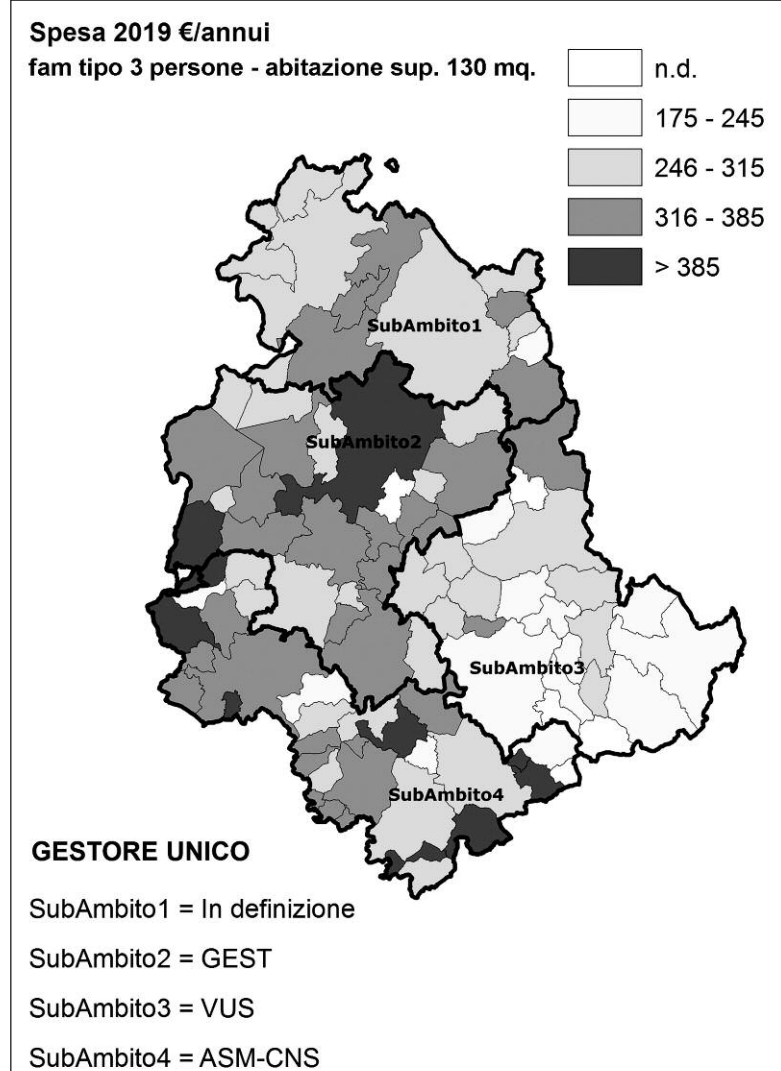 Spesa 2019 €/annui
fam tipo 3 persone - abitazione sup. 130 mq.
n.d.
175 - 245
246 - 315
316 - 385
> 385
SubAmbito1
SubAmbito2
SubAmbito3
SubAmbito4
GESTORE UNICO
SubAmbito1 = In definizione
SubAmbito2 = GEST
SubAmbito3 = VUS
SubAmbito4 = ASM-CNS